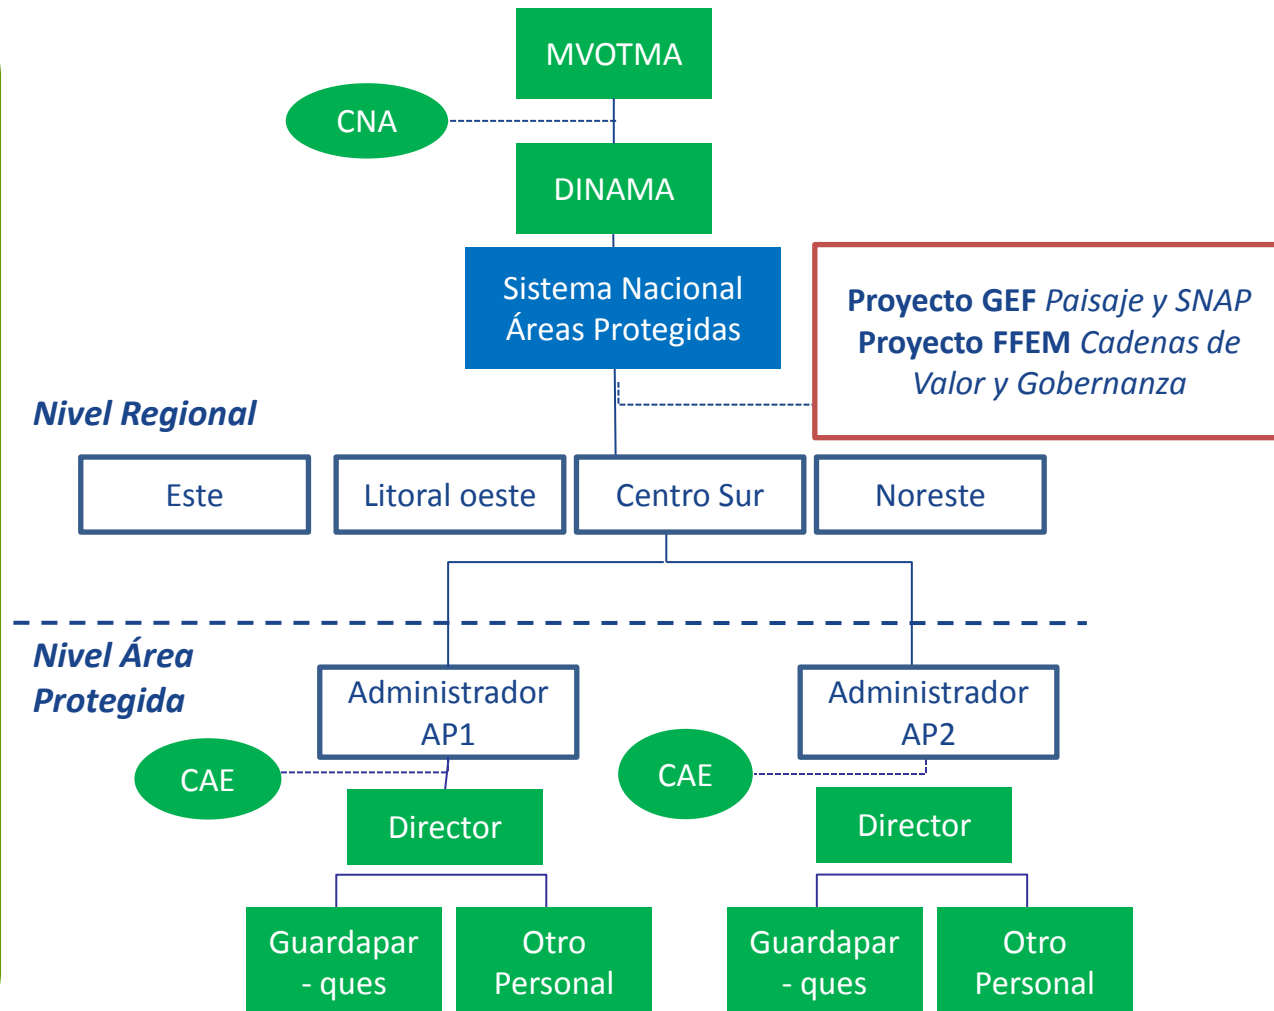 MVOTMA
CNA
DINAMA
Sistema Nacional
Áreas Protegidas
Proyecto GEF Paisaje y SNAP
Proyecto FFEM Cadenas de
Valor y Gobernanza
Nivel Regional
Este
Litoral oeste
Centro Sur
Noreste
Nivel Área
Protegida
Administrador
AP1
Administrador
AP2
CAE
CAE
Director
Director
Guardapar
- ques
Otro
Personal
Guardapar
- ques
Otro
Personal